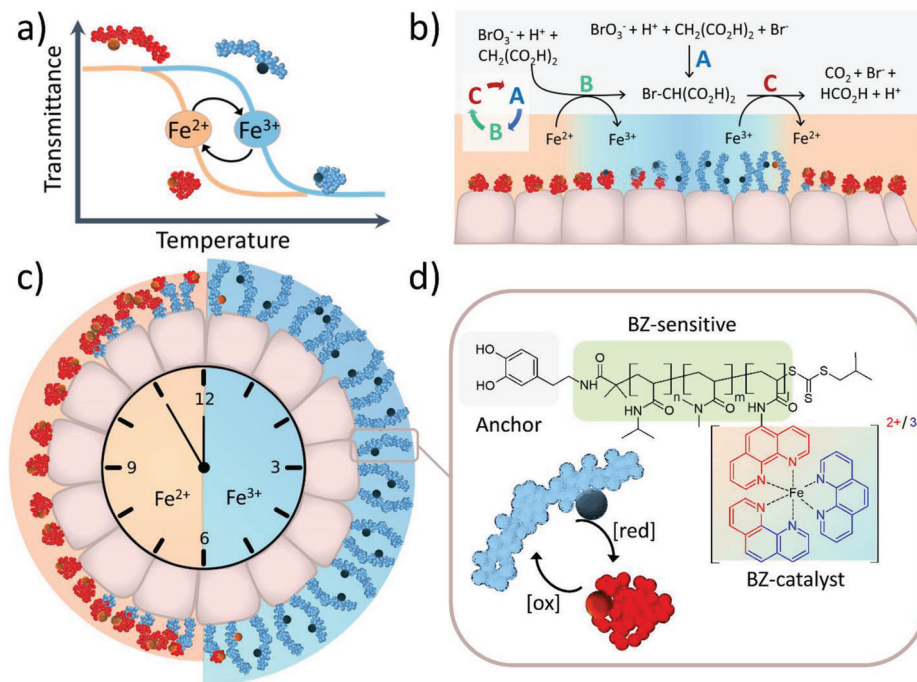 a)
Transmittance
Fe2+
Fe3+
Temperature
b)
BrO3- + H+ +
CH2(CO2H)2
BrO3- + H+ + CH2(CO2H)2 + Br-
A
C A
B
B
Br-CH(CO2H)2
C
CO2 + Br- +
HCO2H + H+
Fe2+
Fe3+
Fe3+
Fe2+
c)
12
9
3
6
Fe2+
Fe3+
d)
BZ-sensitive
HO
HO
Anchor
HN
O
n
m
S
S
S
HN
O
N
O
HN
O
2+/3
N
N
N
N
N
N
Fe
BZ-catalyst
[red]
[ox]